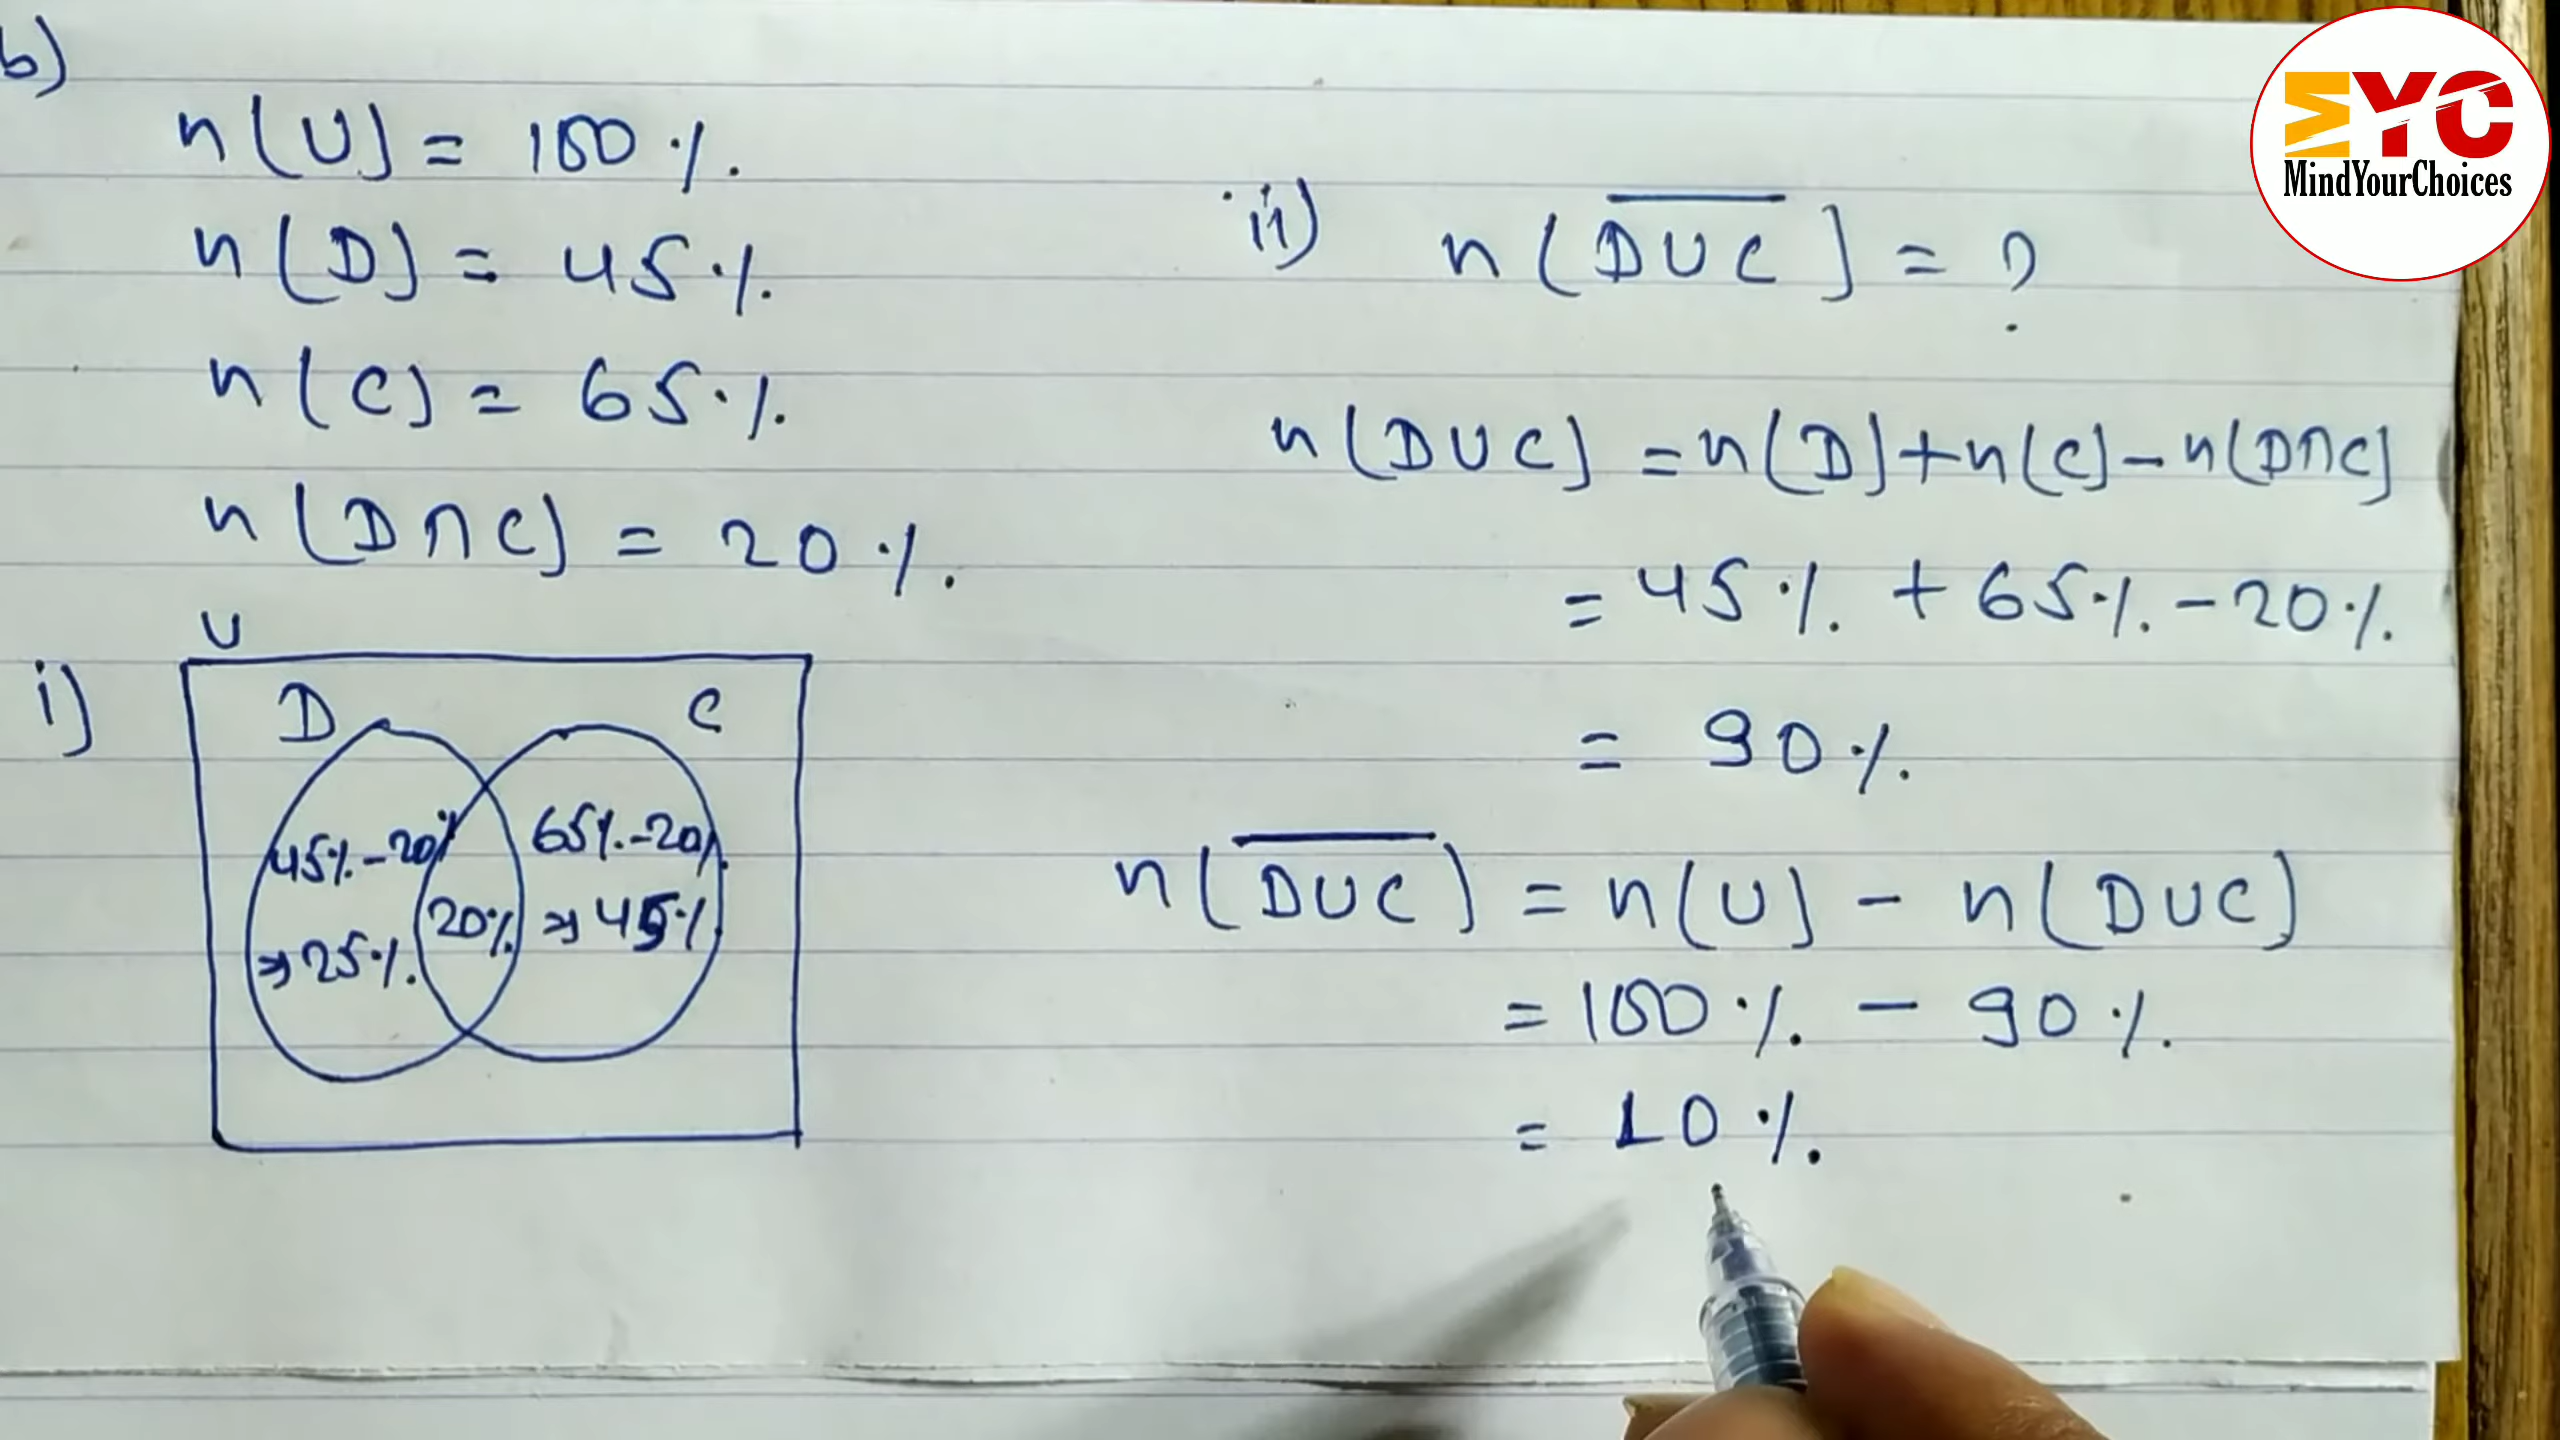 b)
n(U) = 100%
n(D) = 45%
n(C) = 65%
n(D∩C) = 20%
i)
U
D C
45%-20% 65%-20%
⇒25% 20% ⇒45%
ii) n(D̅∪̅C̅) = ?
n(D∪C) = n(D)+n(C)-n(D∩C)
= 45% + 65% - 20%
= 90%
n(D̅∪̅C̅) = n(U) - n(D∪C)
= 100% - 90%
= 10%
MYC
MindYourChoices